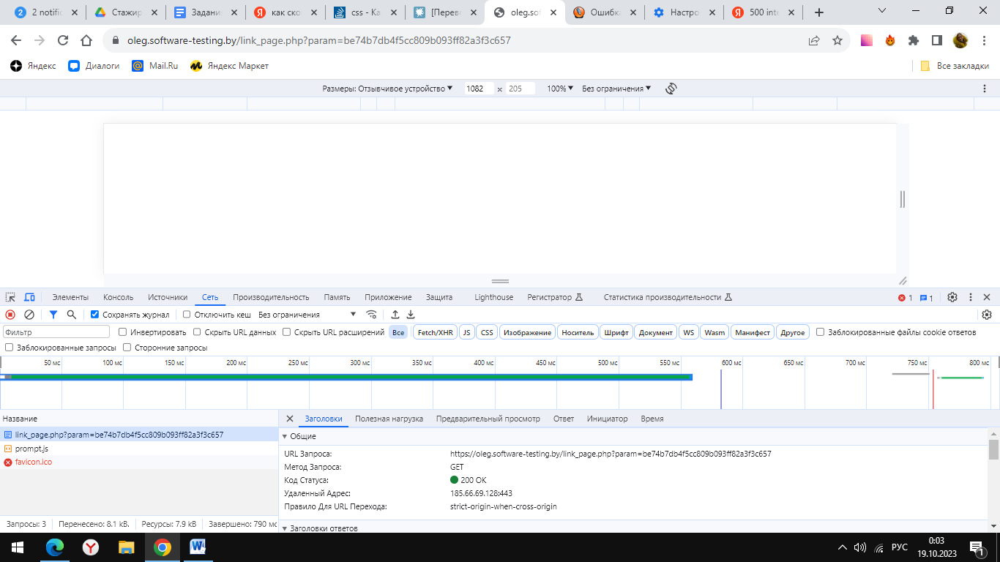 2 notific
Стажир
Задани
как ско
css - Ка
[Перев
oleg.sof
Ошибка
Настро
500 inte
oleg.software-testing.by/link_page.php?param=be74b7db4f5cc809b093ff82a3f3c657
Яндекс Диалоги Mail.Ru Яндекс Маркет Все закладки
Размеры: Отзывчивое устройство 1082 × 205 100% Без ограничения
Элементы Консоль Источники Сеть Производительность Память Приложение Защита Lighthouse Регистратор Статистика производительности 1 1
Сохранять журнал Отключить кеш Без ограничения
Фильтр Инвертировать Скрыть URL данных Скрыть URL расширений Все Fetch/XHR JS CSS Изображение Носитель Шрифт Документ WS Wasm Манифест Другое Заблокированные файлы cookie ответов
Заблокированные запросы Сторонние запросы
50 мс 100 мс 150 мс 200 мс 250 мс 300 мс 350 мс 400 мс 450 мс 500 мс 550 мс 600 мс 650 мс 700 мс 750 мс 800 мс
Название
link_page.php?param=be74b7db4f5cc809b093ff82a3f3c657
prompt.js
favicon.ico
Заголовки Полезная нагрузка Предварительный просмотр Ответ Инициатор Время
Общие
URL Запроса: https://oleg.software-testing.by/link_page.php?param=be74b7db4f5cc809b093ff82a3f3c657
Метод Запроса: GET
Код Статуса: 200 OK
Удаленный Адрес: 185.66.69.128:443
Правило Для URL Перехода: strict-origin-when-cross-origin
Заголовки ответов
Запросы: 3 Перенесено: 8.1 kB. Ресурсы: 7.9 kB Завершено: 790 мс
РУС
0:03
19.10.2023
1